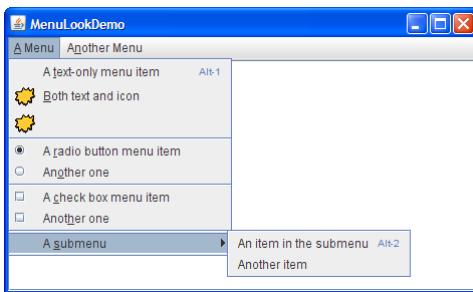 MenuLookDemo
A Menu Another Menu
A text-only menu item Alt-1
Both text and icon
A radio button menu item
Another one
A check box menu item
Another one
A submenu An item in the submenu Alt-2
Another item